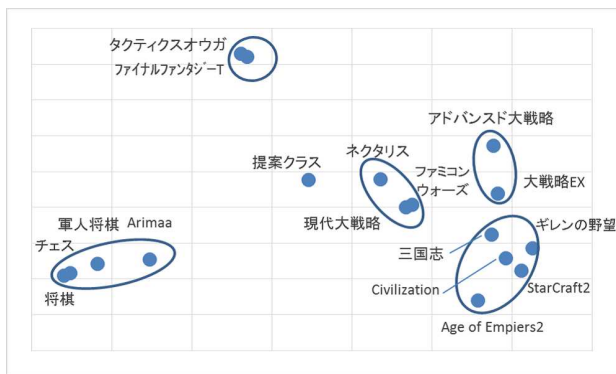 タクティクスオウガ
ファイナルファンタジーT
アドバンスド大戦略
提案クラス
ネクタリス
ファミコン
ウォーズ
大戦略EX
現代大戦略
軍人将棋
Arimaa
チェス
将棋
ギレンの野望
三国志
Civilization
StarCraft2
Age of Empiers2